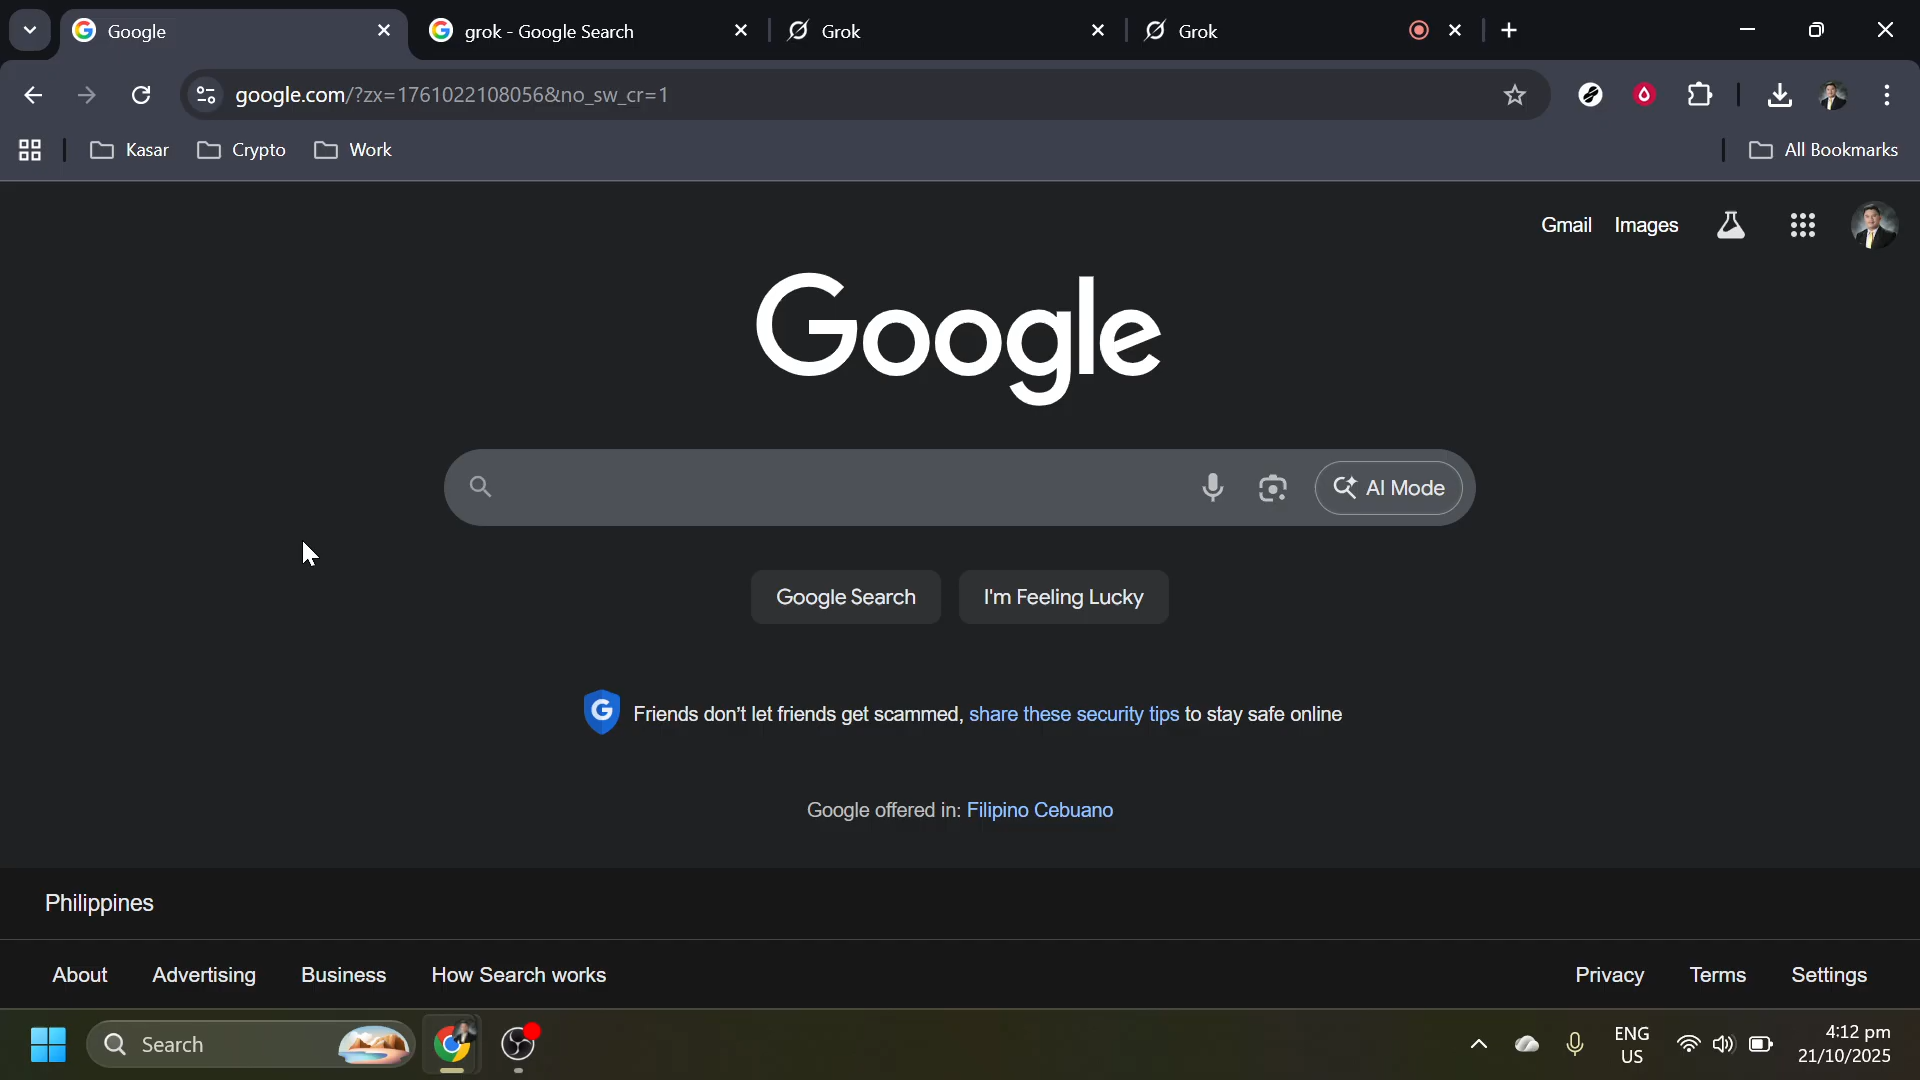 Google
grok - Google Search
Grok
Grok
google.com/?zx=1761022108056&no_sw_cr=1
Kasar
Crypto
Work
All Bookmarks
Gmail
Images
Google
AI Mode
Google Search
I'm Feeling Lucky
Friends don't let friends get scammed, share these security tips to stay safe online
Google offered in: Filipino Cebuano
Philippines
About
Advertising
Business
How Search works
Privacy
Terms
Settings
Search
ENG
US
4:12 pm
21/10/2025